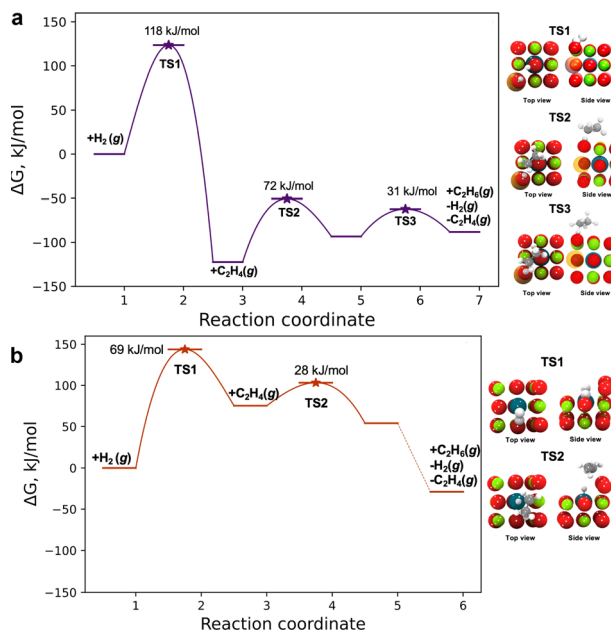 a
118 kJ/mol
TS1
+H₂(g)
72 kJ/mol
TS2
31 kJ/mol
TS3
+C₂H₆(g)
-H₂(g)
-C₂H₄(g)
+C₂H₄(g)
ΔG, kJ/mol
150
100
50
0
−50
−100
−150
1 2 3 4 5 6 7
Reaction coordinate
TS1
Top view Side view
TS2
Top view Side view
TS3
Top view Side view
b
69 kJ/mol
TS1
+C₂H₄(g)
28 kJ/mol
TS2
+H₂(g)
+C₂H₆(g)
-H₂(g)
-C₂H₄(g)
ΔG, kJ/mol
150
100
50
0
−50
−100
−150
1 2 3 4 5 6
Reaction coordinate
TS1
Top view Side view
TS2
Top view Side view